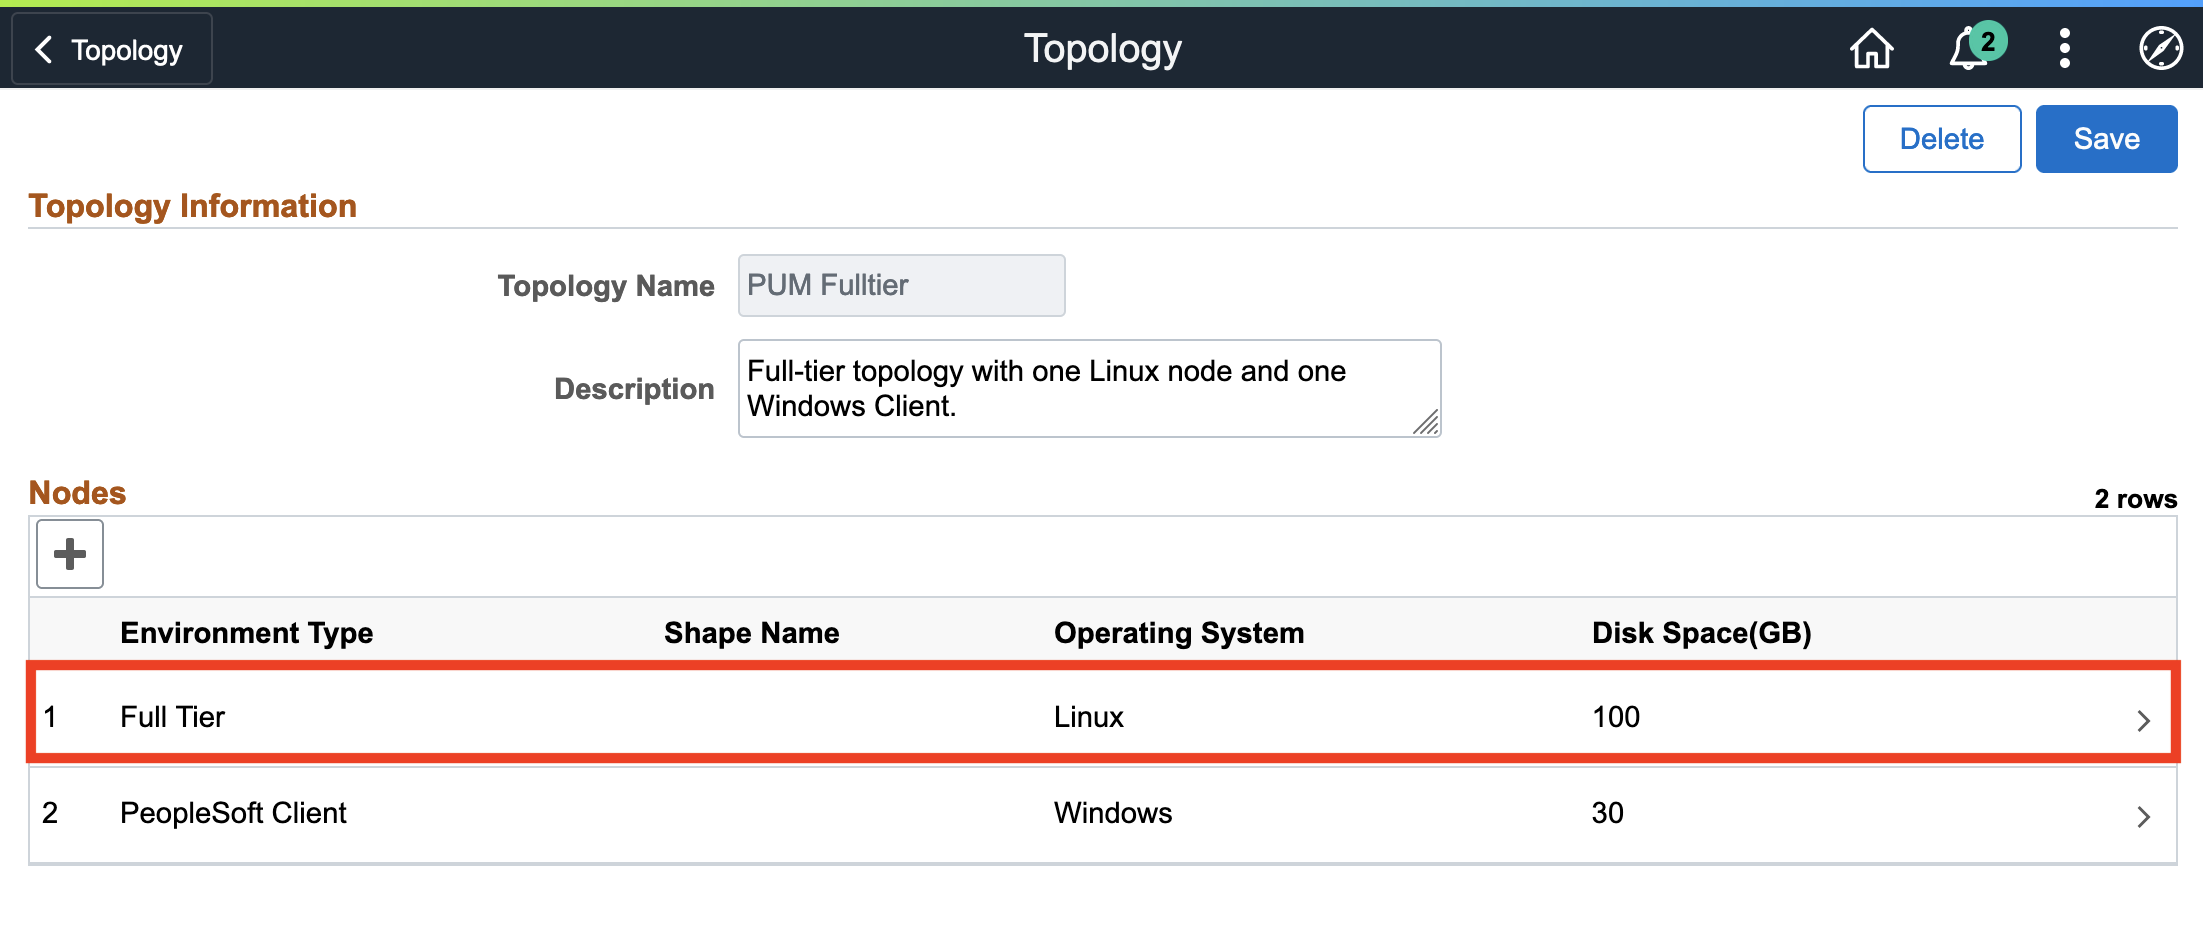 Topology
Topology
2
Delete
Save
Topology Information
Topology Name
PUM Fulltier
Description
Full-tier topology with one Linux node and one
Windows Client.
Nodes
2 rows
Environment Type Shape Name Operating System Disk Space(GB)
1 Full Tier Linux 100
2 PeopleSoft Client Windows 30